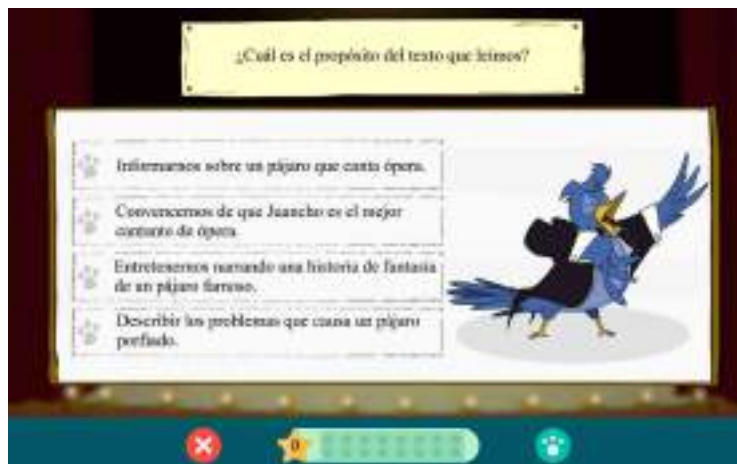 ¿Cuál es el propósito del texto que leímos?
Informarnos sobre un pájaro que canta ópera.
Convencernos de que Juancho es el mejor
cantante de ópera.
Entretenernos narrando una historia de fantasía
de un pájaro famoso.
Describir los problemas que causa un pájaro
porfiado.
0